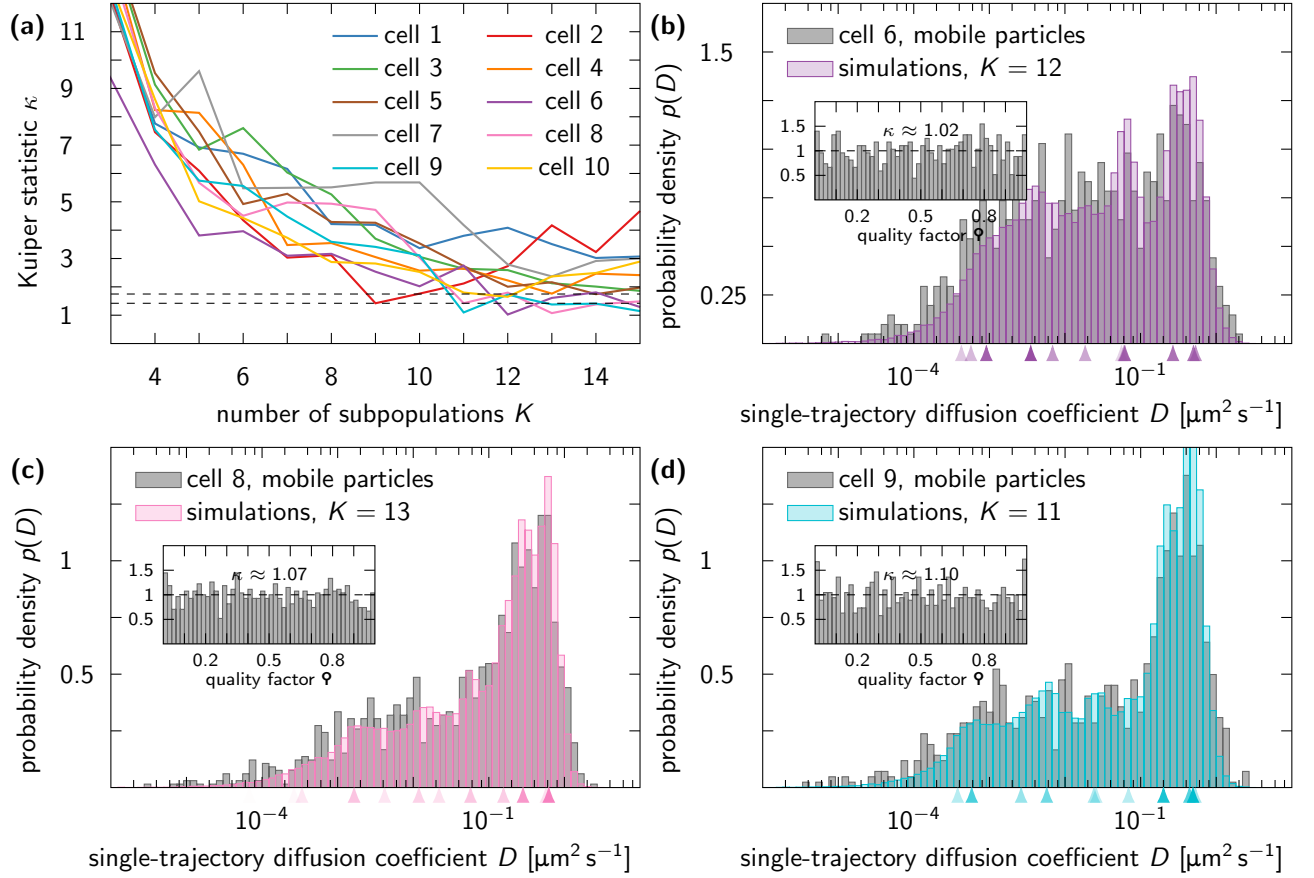 (a)
11
9
7
5
3
1
Kuiper statistic κ
cell 1
cell 2
cell 3
cell 4
cell 5
cell 6
cell 7
cell 8
cell 9
cell 10
4
6
8
10
12
14
number of subpopulations K
(b)
1.5
0.25
probability density p(D)
cell 6, mobile particles
simulations, K = 12
1.5
1
0.5
κ ≈ 1.02
0.2
0.5
0.8
quality factor ϙ
10⁻⁴
10⁻¹
single-trajectory diffusion coefficient D [μm² s⁻¹]
(c)
1
0.5
probability density p(D)
cell 8, mobile particles
simulations, K = 13
1.5
1
0.5
κ ≈ 1.07
0.2
0.5
0.8
quality factor ϙ
10⁻⁴
10⁻¹
single-trajectory diffusion coefficient D [μm² s⁻¹]
(d)
1
0.5
probability density p(D)
cell 9, mobile particles
simulations, K = 11
1.5
1
0.5
κ ≈ 1.10
0.2
0.5
0.8
quality factor ϙ
10⁻⁴
10⁻¹
single-trajectory diffusion coefficient D [μm² s⁻¹]